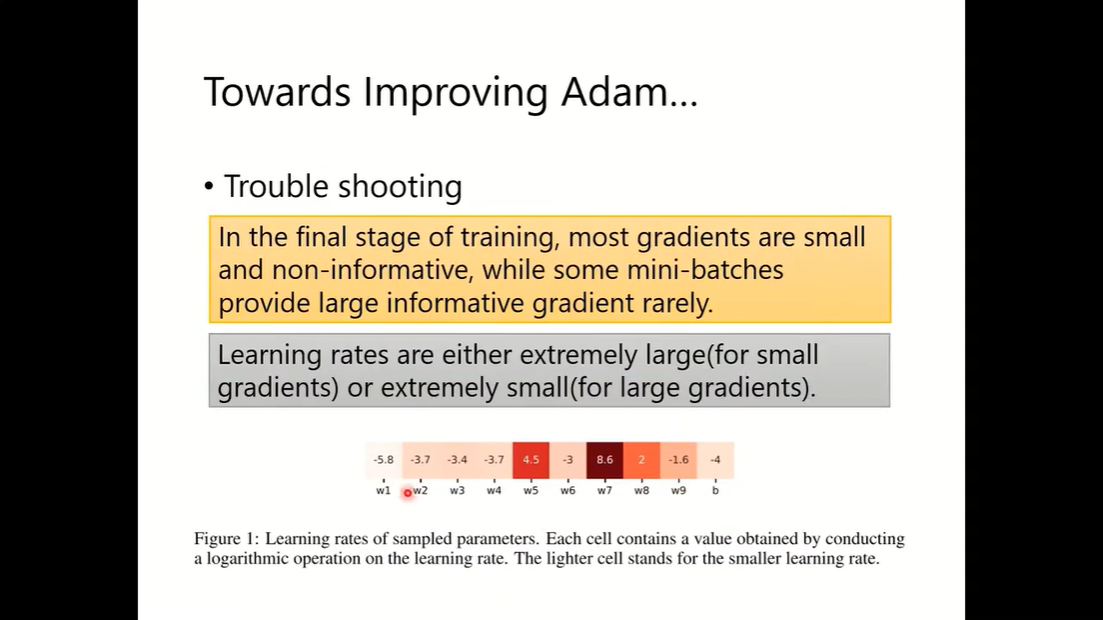 Towards Improving Adam...
• Trouble shooting
In the final stage of training, most gradients are small
and non-informative, while some mini-batches
provide large informative gradient rarely.
Learning rates are either extremely large(for small
gradients) or extremely small(for large gradients).
-5.8 -3.7 -3.4 -3.7 4.5 -3 8.6 2 -1.6 -4
w1 w2 w3 w4 w5 w6 w7 w8 w9 b
Figure 1: Learning rates of sampled parameters. Each cell contains a value obtained by conducting
a logarithmic operation on the learning rate. The lighter cell stands for the smaller learning rate.